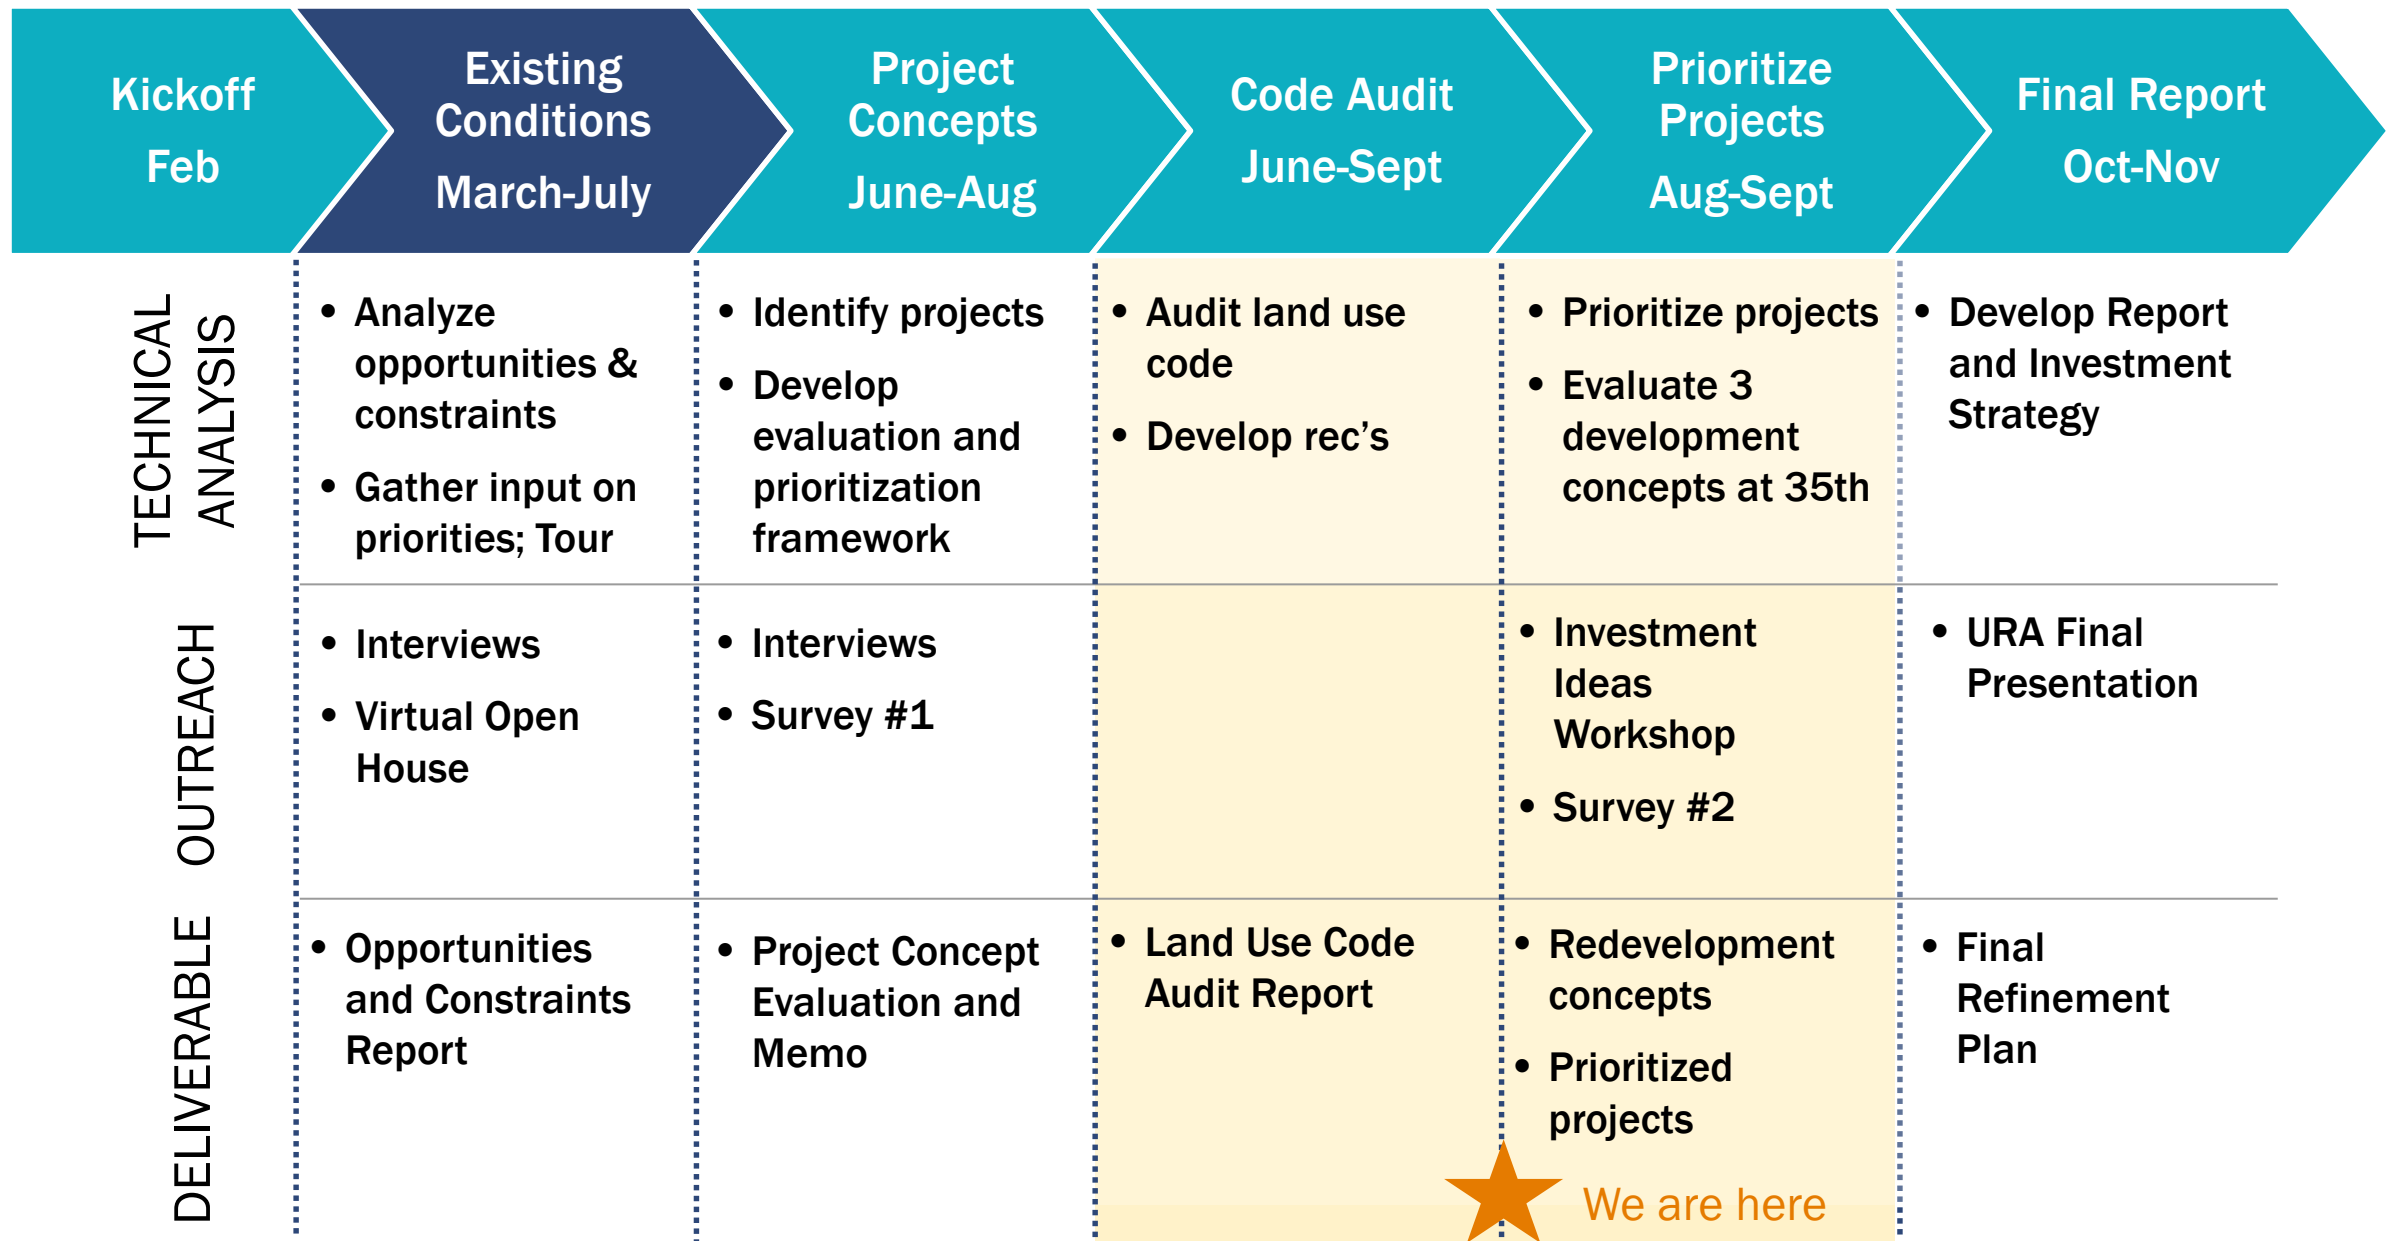 Kickoff
Feb
Existing
Conditions
March-July
Project
Concepts
June-Aug
Code Audit
June-Sept
Prioritize
Projects
Aug-Sept
Final Report
Oct-Nov
TECHNICAL
ANALYSIS
• Analyze
opportunities &
constraints
• Gather input on
priorities; Tour
• Identify projects
• Develop
evaluation and
prioritization
framework
• Audit land use
code
• Develop rec's
• Prioritize projects
• Evaluate 3
development
concepts at 35th
• Develop Report
and Investment
Strategy
OUTREACH
• Interviews
• Virtual Open
House
• Interviews
• Survey #1
• Investment
Ideas
Workshop
• Survey #2
• URA Final
Presentation
DELIVERABLE
• Opportunities
and Constraints
Report
• Project Concept
Evaluation and
Memo
• Land Use Code
Audit Report
• Redevelopment
concepts
• Prioritized
projects
• Final
Refinement
Plan
We are here